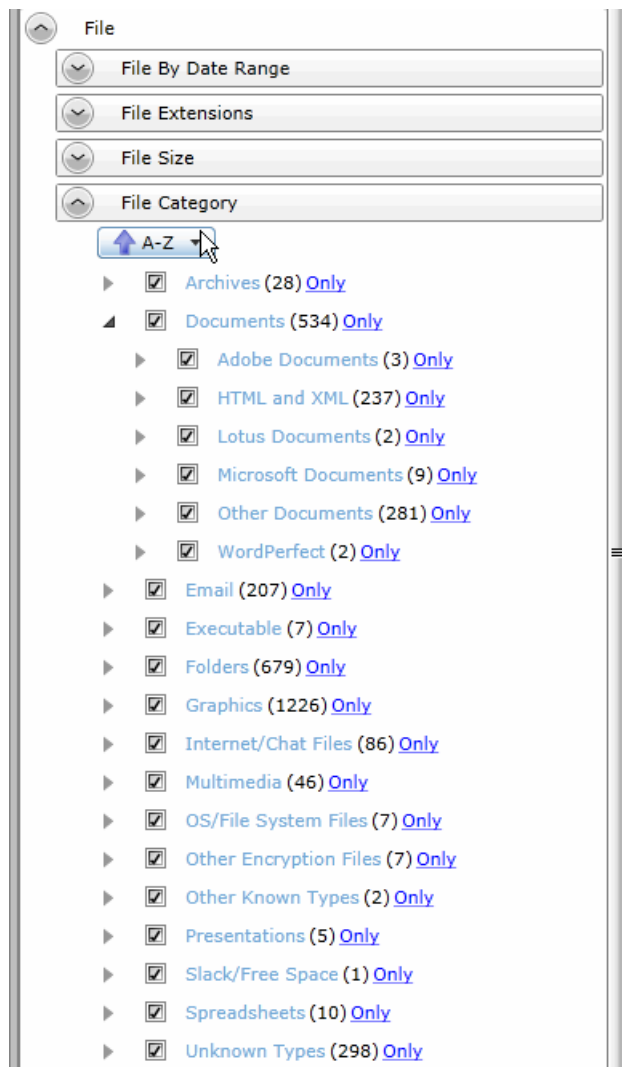 File
File By Date Range
File Extensions
File Size
File Category
A-Z
Archives (28) Only
Documents (534) Only
Adobe Documents (3) Only
HTML and XML (237) Only
Lotus Documents (2) Only
Microsoft Documents (9) Only
Other Documents (281) Only
WordPerfect (2) Only
Email (207) Only
Executable (7) Only
Folders (679) Only
Graphics (1226) Only
Internet/Chat Files (86) Only
Multimedia (46) Only
OS/File System Files (7) Only
Other Encryption Files (7) Only
Other Known Types (2) Only
Presentations (5) Only
Slack/Free Space (1) Only
Spreadsheets (10) Only
Unknown Types (298) Only